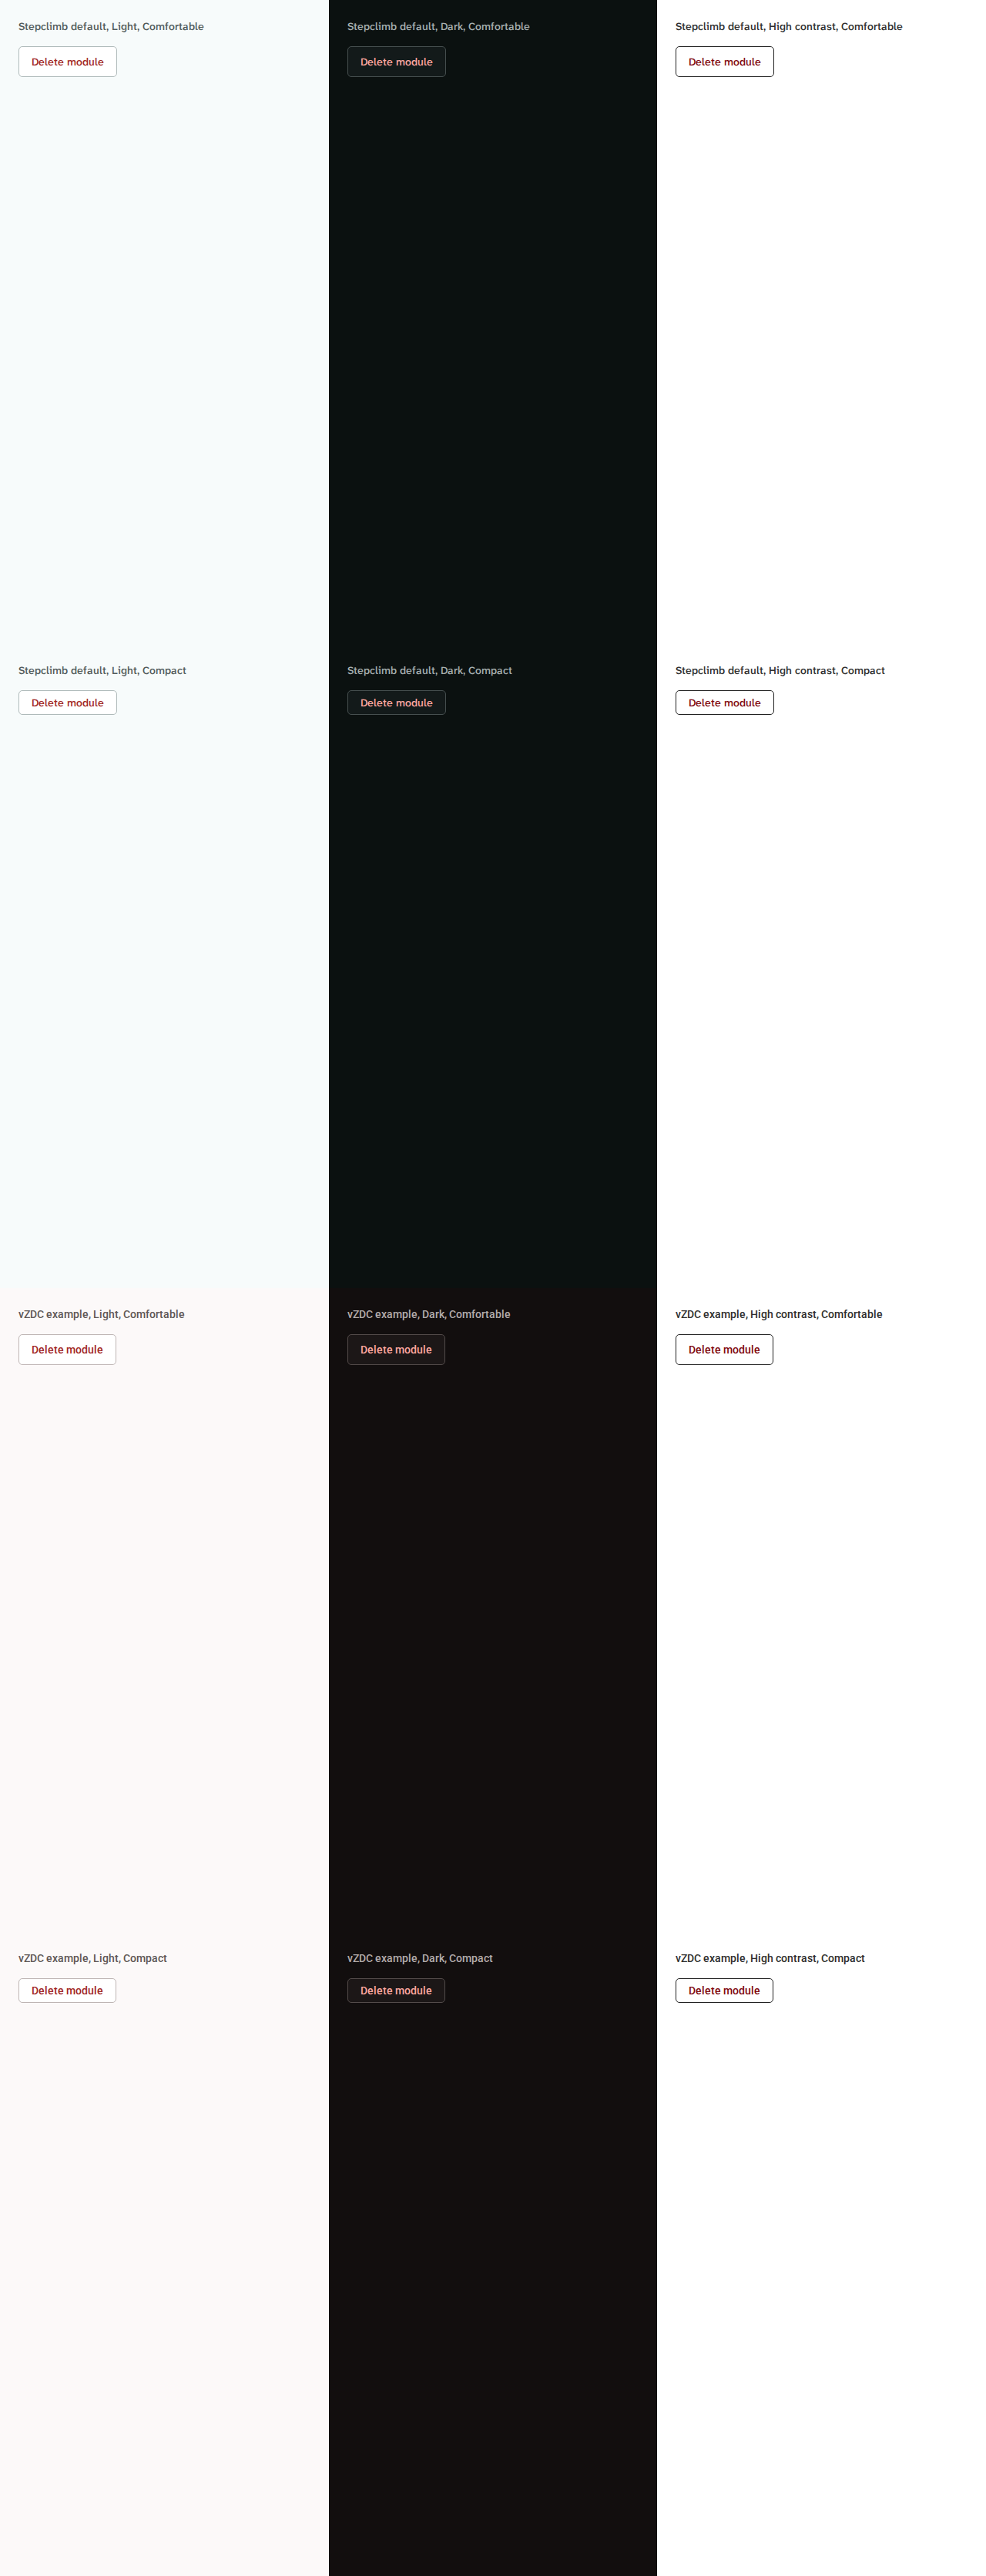 Stepclimb default, Light, Comfortable
Stepclimb default, Dark, Comfortable
Stepclimb default, High contrast, Comfortable
Delete module
Delete module
Delete module
Stepclimb default, Light, Compact
Stepclimb default, Dark, Compact
Stepclimb default, High contrast, Compact
Delete module
Delete module
Delete module
vZDC example, Light, Comfortable
vZDC example, Dark, Comfortable
vZDC example, High contrast, Comfortable
Delete module
Delete module
Delete module
vZDC example, Light, Compact
vZDC example, Dark, Compact
vZDC example, High contrast, Compact
Delete module
Delete module
Delete module